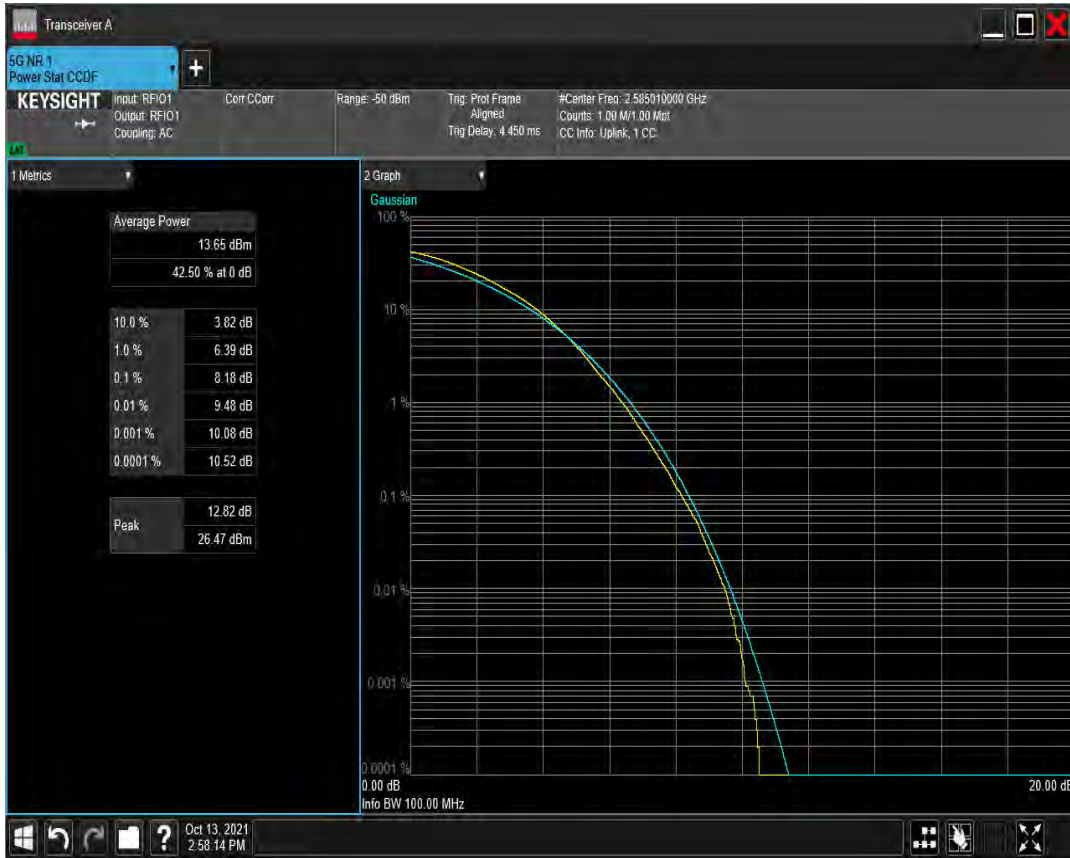 Transceiver A
5G NR 1
Power Stat CCDF
+
KEYSIGHT
Input: RFIO1
Output: RFIO1
Coupling: AC
Corr CCorr
Range: -50 dBm
Trig: Prot Frame
Aligned
Trig Delay: 4.450 ms
#Center Freq: 2.585010000 GHz
Counts: 1.00 M/1.00 Mpt
CC Info: Uplink, 1 CC
1 Metrics
Average Power
13.65 dBm
42.50 % at 0 dB
10.0 % 3.82 dB
1.0 % 6.39 dB
0.1 % 8.18 dB
0.01 % 9.48 dB
0.001 % 10.08 dB
0.0001 % 10.52 dB
Peak 12.82 dB
26.47 dBm
2 Graph
Gaussian
100 %
10 %
1 %
0.1 %
0.01 %
0.001 %
0.0001 %
0.00 dB 20.00 dB
Info BW 100.00 MHz
?
Oct 13, 2021
2:58:14 PM